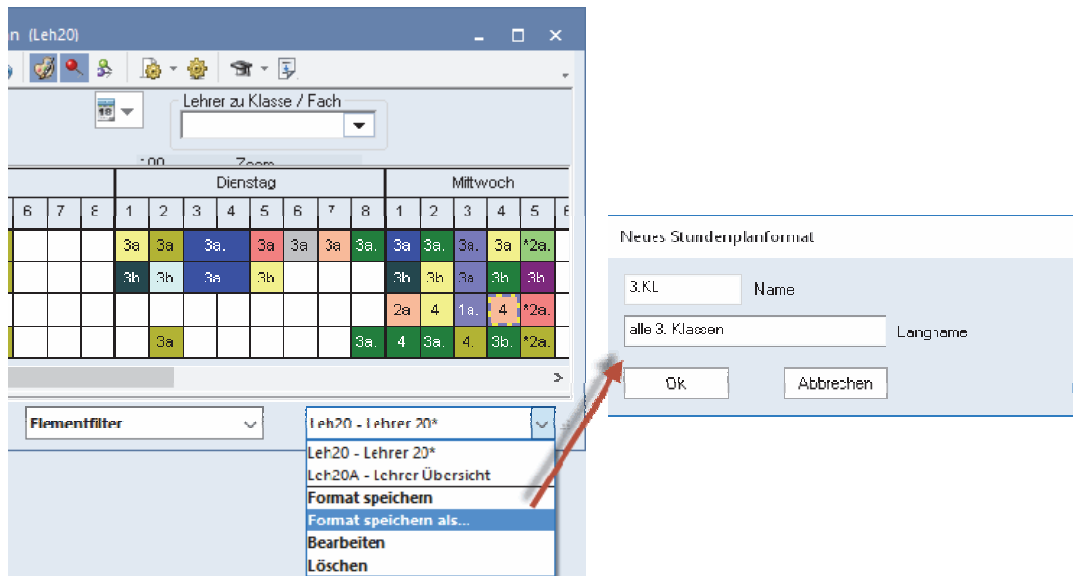 n (Leh20)
Lehrer zu Klasse / Fach
100 Zoom
Dienstag Mittwoch
6 7 8 1 2 3 4 5 6 7 8 1 2 3 4 5 6
3a 3a 3a. 3a 3a 3a 3a. 3a 3a. 3a. 3a *2a.
3b 3b 3a 3b 3b 3b 3a 3b 3b
2a 4 1a. 4 *2a.
3a 3a. 4 3a. 4. 3b. *2a.
Elementfilter
Leh20 - Lehrer 20*
Leh20 - Lehrer 20*
Leh20A - Lehrer Übersicht
Format speichern
Format speichern als...
Bearbeiten
Löschen
Neues Stundenplanformat
3.KL Name
alle 3. Klassen Langname
Ok Abbrechen